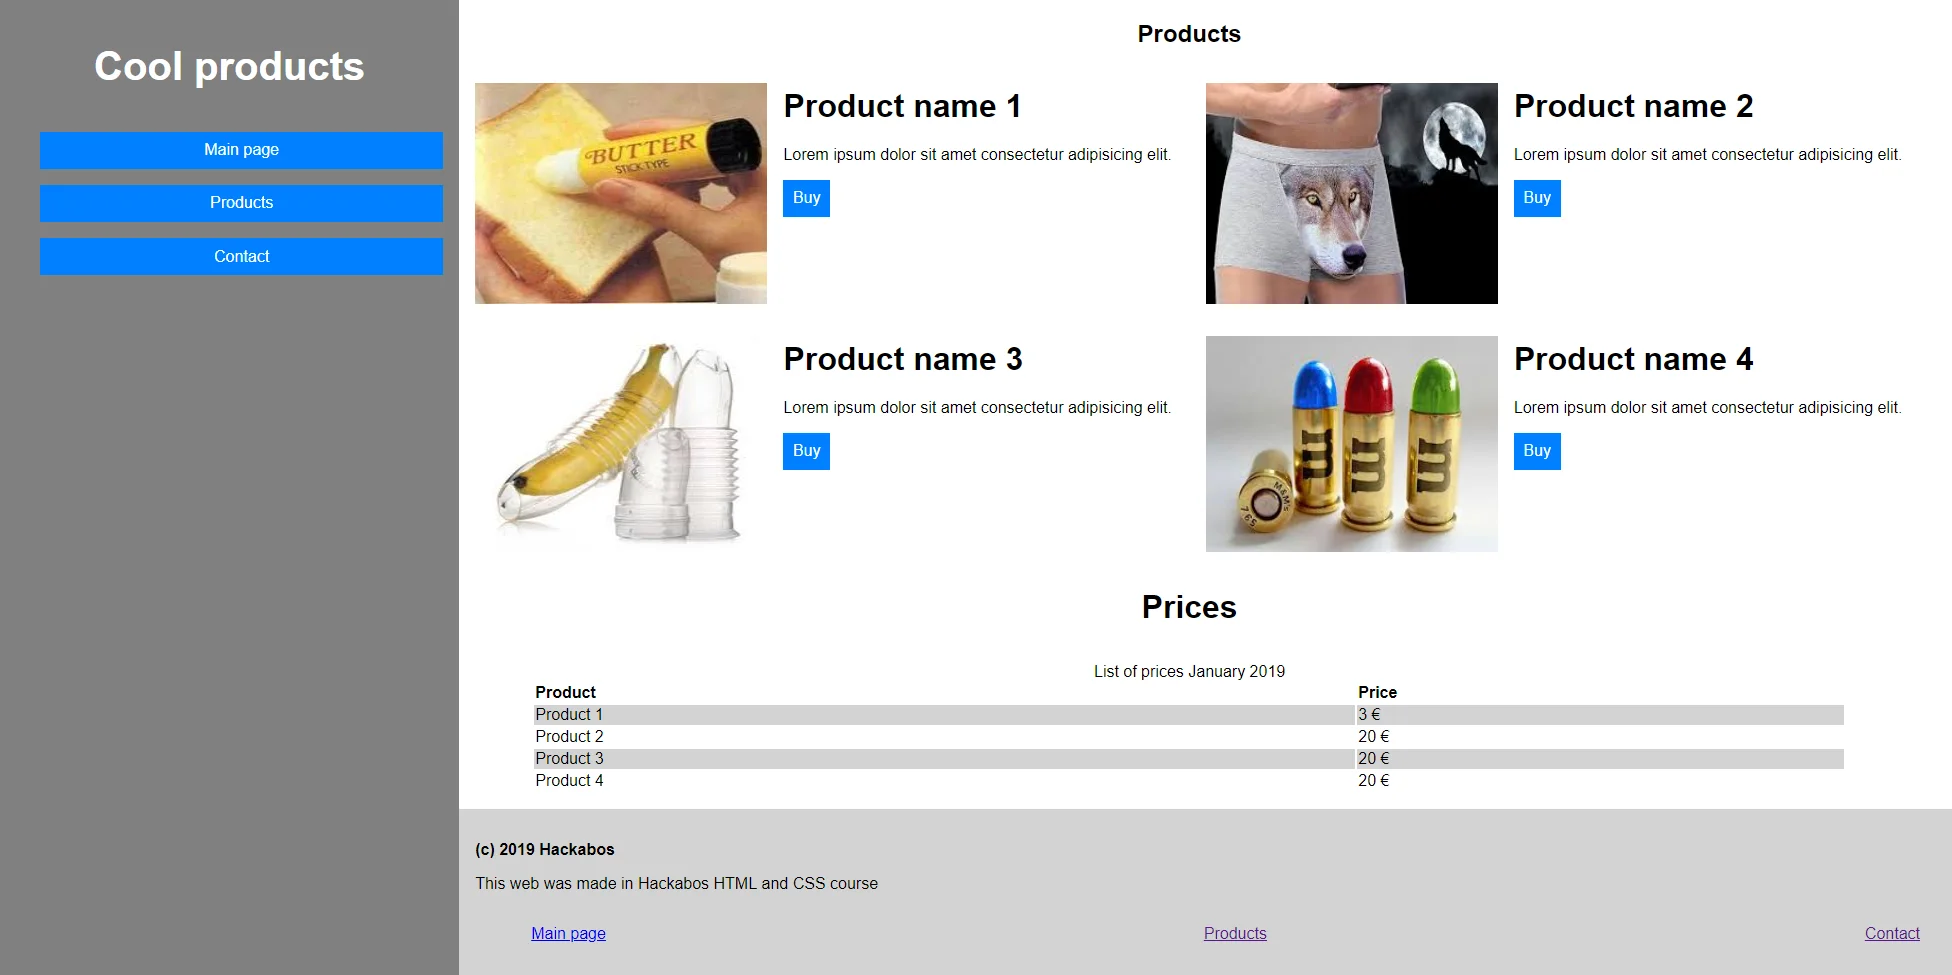 Cool products
Main page
Products
Contact
Products
BUTTER
STICK TYPE
Product name 1
Lorem ipsum dolor sit amet consectetur adipisicing elit.
Buy
Product name 2
Lorem ipsum dolor sit amet consectetur adipisicing elit.
Buy
Product name 3
Lorem ipsum dolor sit amet consectetur adipisicing elit.
Buy
m m m
M&M's
7.65
Product name 4
Lorem ipsum dolor sit amet consectetur adipisicing elit.
Buy
Prices
List of prices January 2019
Product Price
Product 1 3 €
Product 2 20 €
Product 3 20 €
Product 4 20 €
(c) 2019 Hackabos
This web was made in Hackabos HTML and CSS course
Main page Products Contact